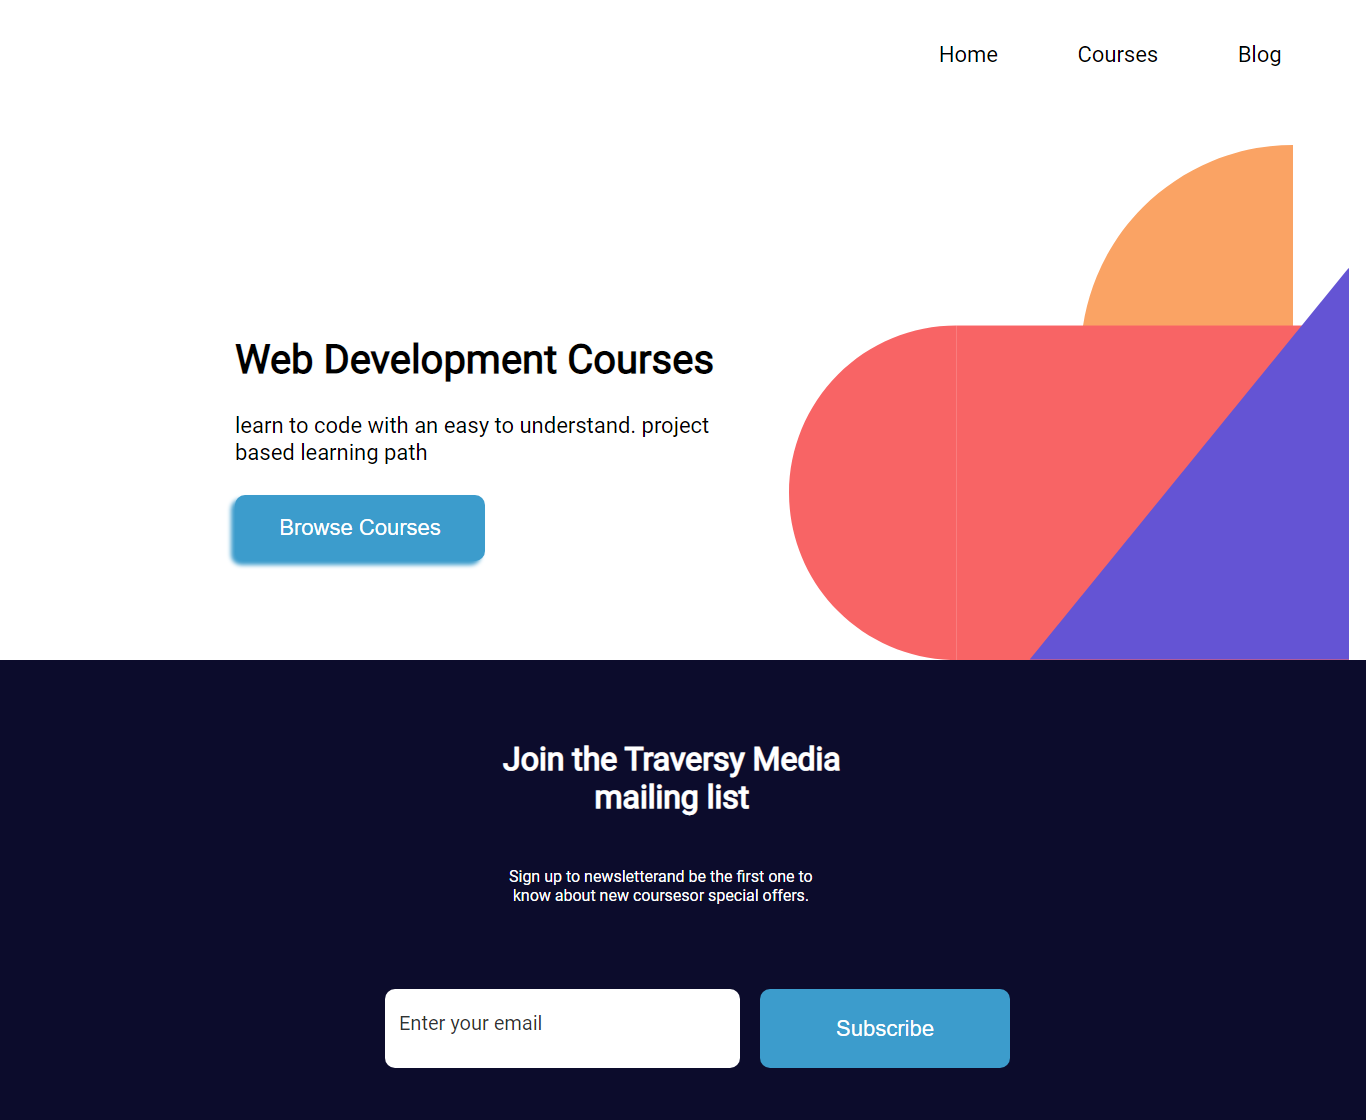 Home Courses Blog
Web Development Courses
learn to code with an easy to understand. project
based learning path
Browse Courses
Join the Traversy Media
mailing list
Sign up to newsletterand be the first one to
know about new coursesor special offers.
Enter your email
Subscribe